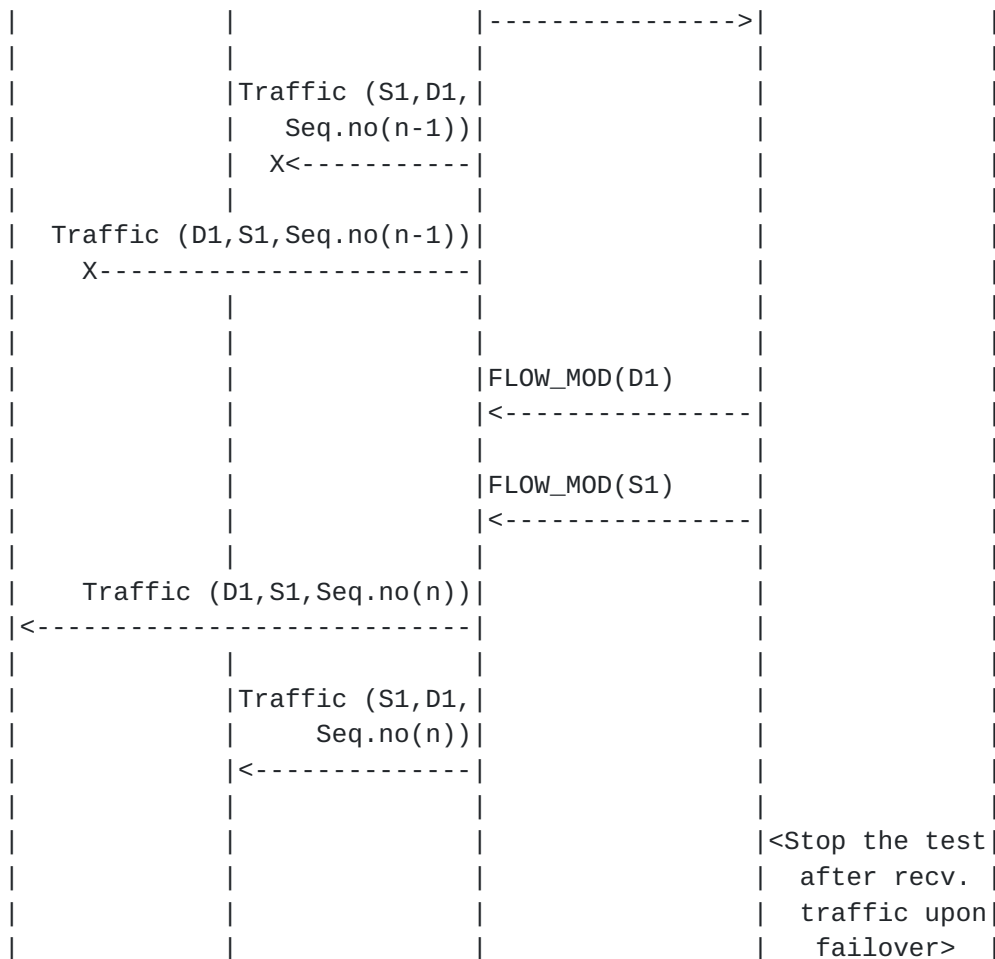 |             |               |---------------->|              |
|             |               |                 |              |
|             |Traffic (S1,D1,|                 |              |
|             |   Seq.no(n-1))|                 |              |
|             |  X<-----------|                 |              |
|             |               |                 |              |
|  Traffic (D1,S1,Seq.no(n-1))|                 |              |
|    X------------------------|                 |              |
|             |               |                 |              |
|             |               |                 |              |
|             |               |FLOW_MOD(D1)     |              |
|             |               |<----------------|              |
|             |               |                 |              |
|             |               |FLOW_MOD(S1)     |              |
|             |               |<----------------|              |
|             |               |                 |              |
|    Traffic (D1,S1,Seq.no(n))|                 |              |
|<----------------------------|                 |              |
|             |               |                 |              |
|             |Traffic (S1,D1,|                 |              |
|             |     Seq.no(n))|                 |              |
|             |<--------------|                 |              |
|             |               |                 |              |
|             |               |                 |<Stop the test|
|             |               |                 |  after recv. |
|             |               |                 |  traffic upon|
|             |               |                 |   failover>  |